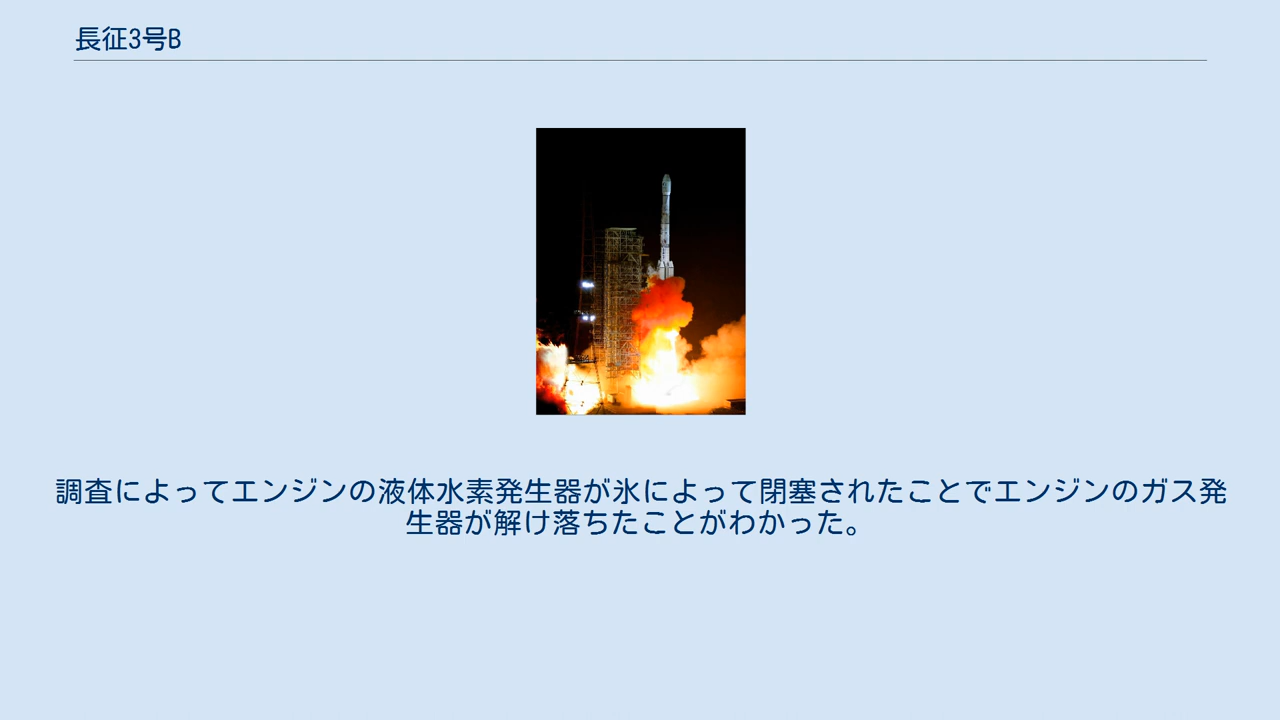 長征3号B
調査によってエンジンの液体水素発生器が氷によって閉塞されたことでエンジンのガス発
生器が解け落ちたことがわかった。